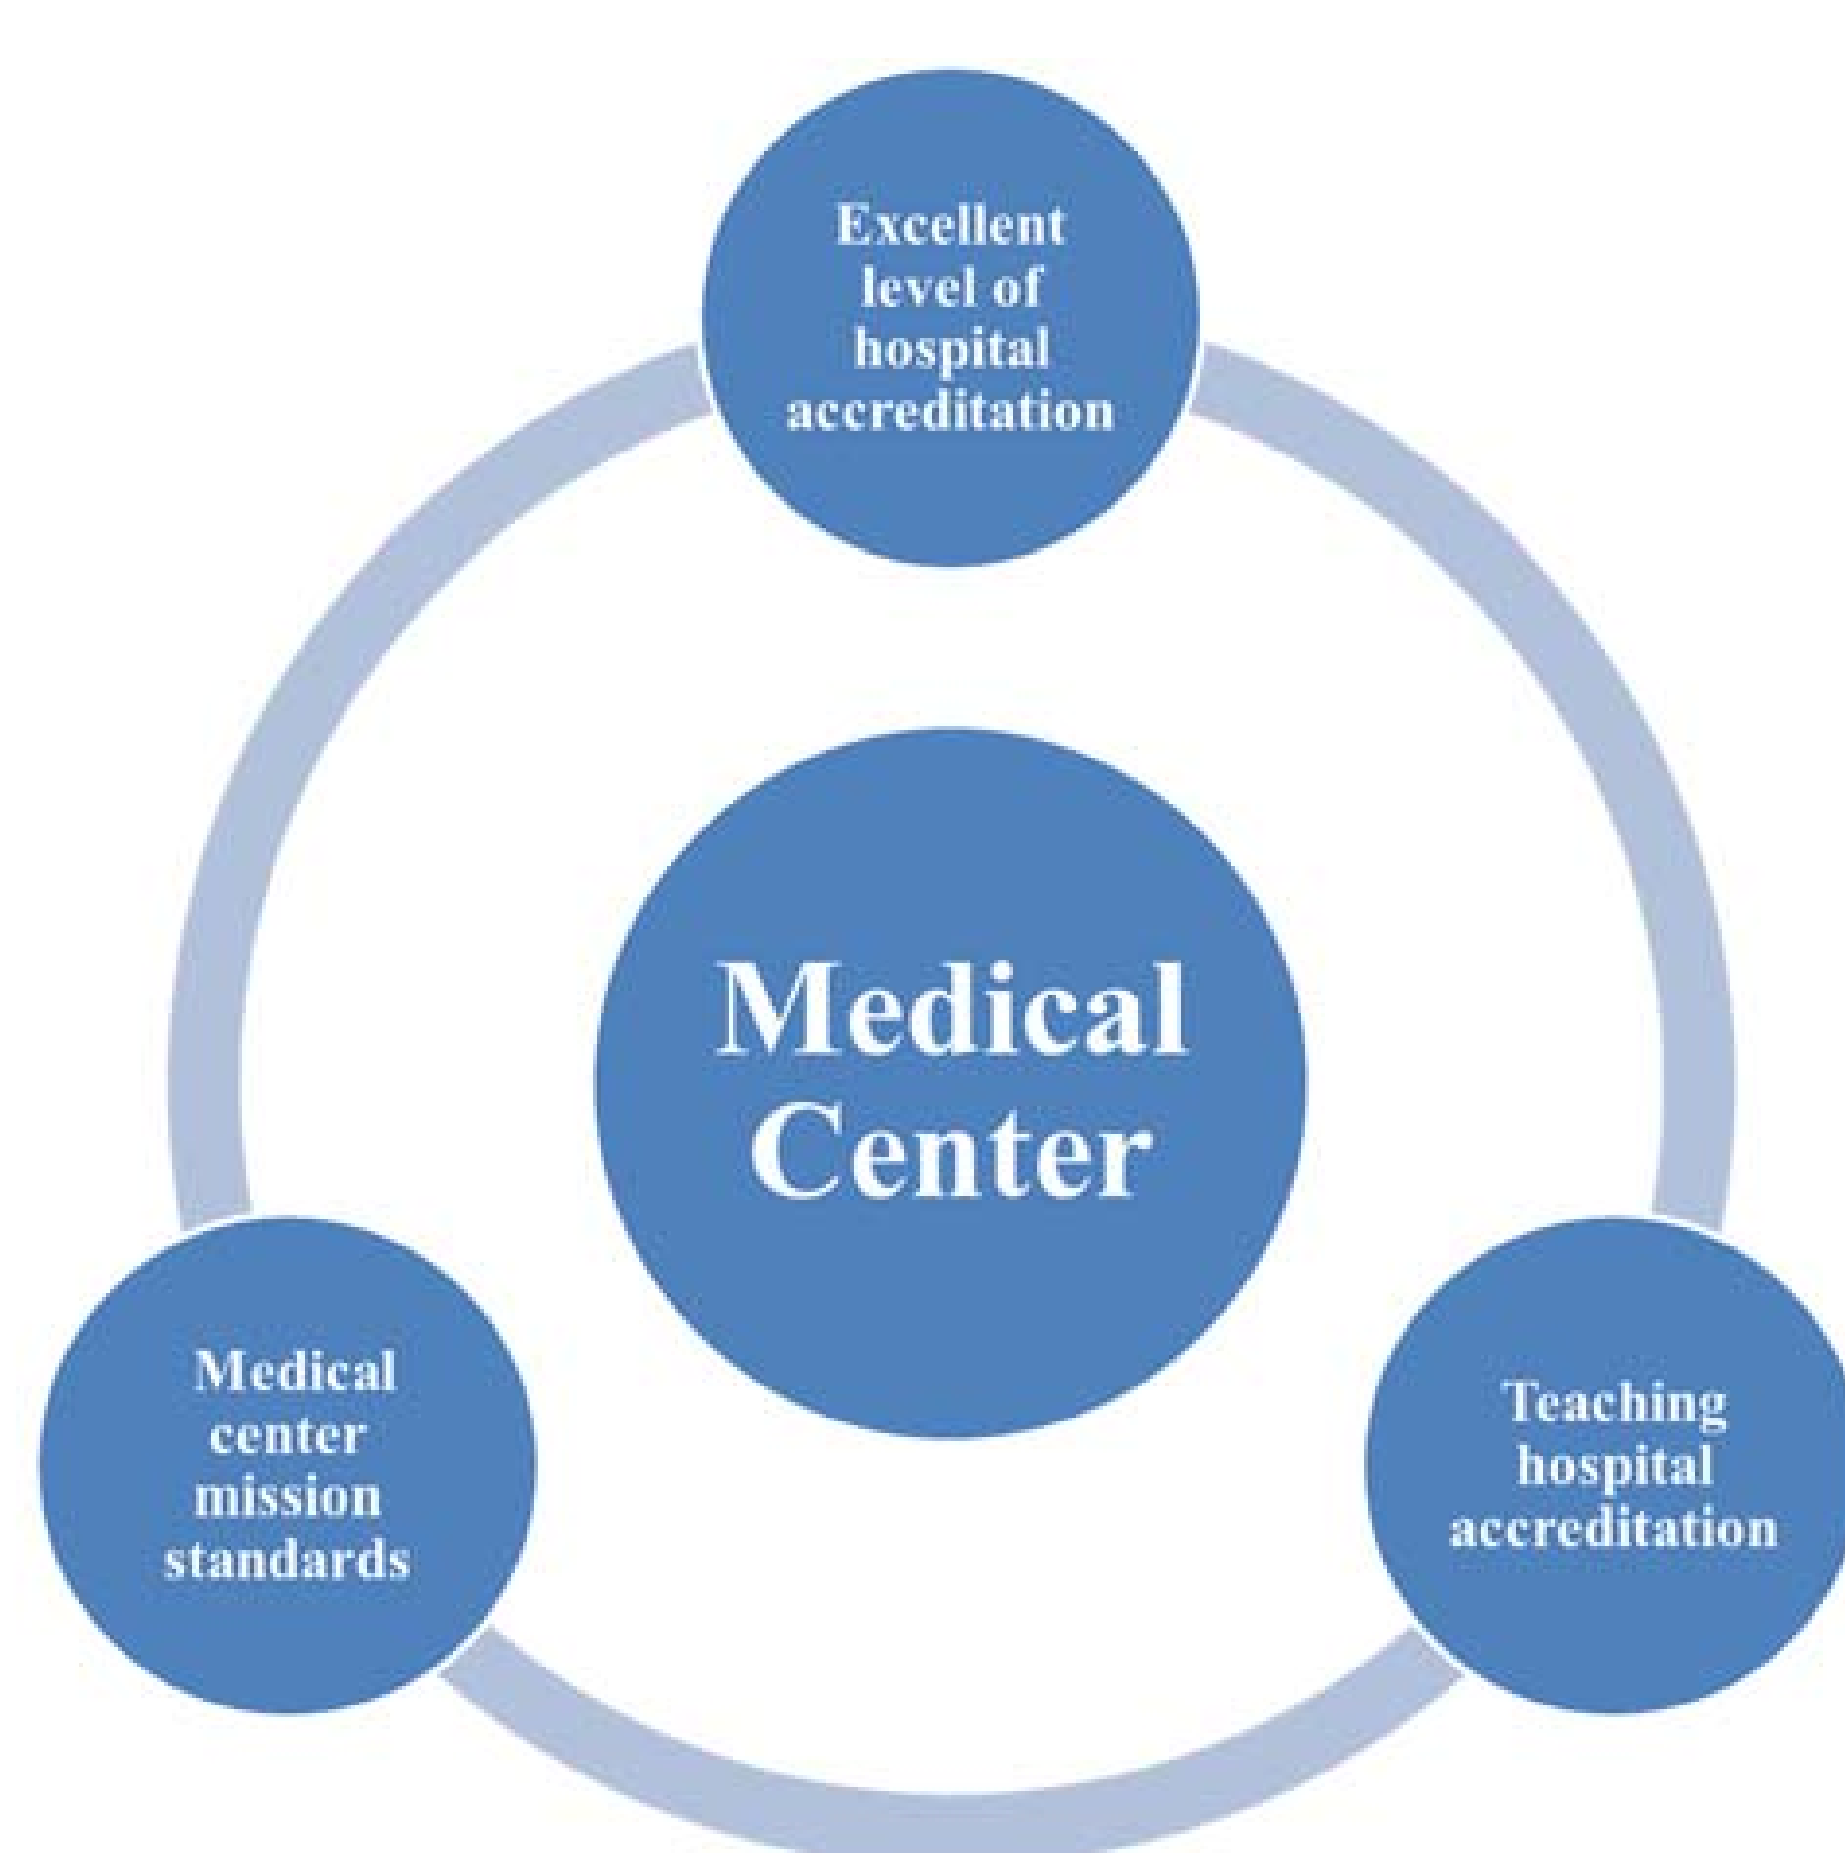 Excellent
level of
hospital
accreditation
Medical
Center
Medical
center
mission
standards
Teaching
hospital
accreditation